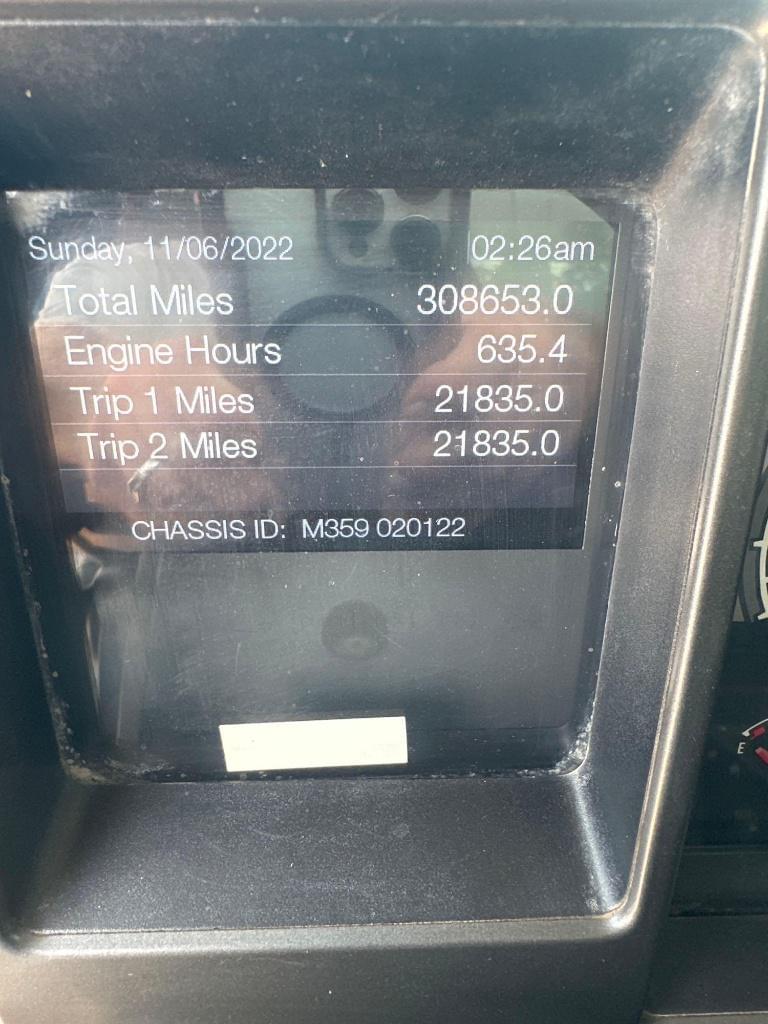 Sunday, 11/06/2022 02:26am
Total Miles 308653.0
Engine Hours 635.4
Trip 1 Miles 21835.0
Trip 2 Miles 21835.0
CHASSIS ID: M359 020122
E